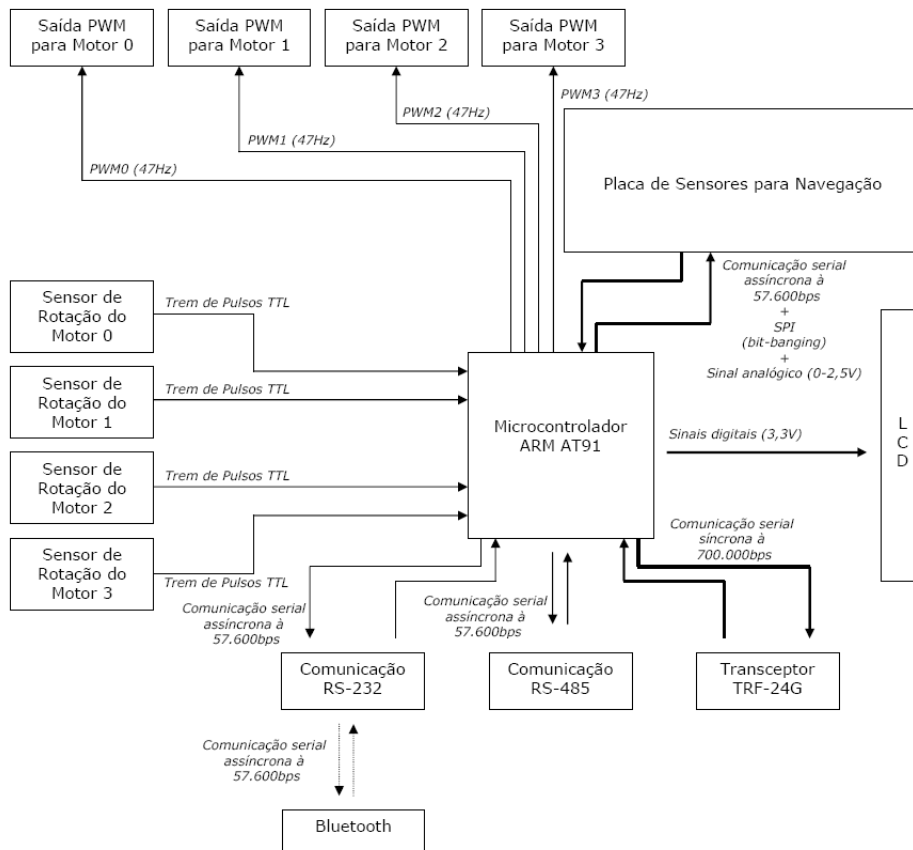 Saída PWM
para Motor 0
Saída PWM
para Motor 1
Saída PWM
para Motor 2
Saída PWM
para Motor 3
PWM3 (47Hz)
PWM2 (47Hz)
PWM1 (47Hz)
PWM0 (47Hz)
Placa de Sensores para Navegação
Comunicação serial
assíncrona à
57.600bps
+
SPI
(bit-banging)
+
Sinal analógico (0-2,5V)
Sensor de
Rotação do
Motor 0
Trem de Pulsos TTL
Sensor de
Rotação do
Motor 1
Trem de Pulsos TTL
Sensor de
Rotação do
Motor 2
Trem de Pulsos TTL
Sensor de
Rotação do
Motor 3
Trem de Pulsos TTL
Microcontrolador
ARM AT91
Sinais digitais (3,3V)
L
C
D
Comunicação serial
síncrona à
700.000bps
Comunicação serial
assíncrona à
57.600bps
Comunicação serial
assíncrona à
57.600bps
Comunicação
RS-232
Comunicação
RS-485
Transceptor
TRF-24G
Comunicação serial
assíncrona à
57.600bps
Bluetooth